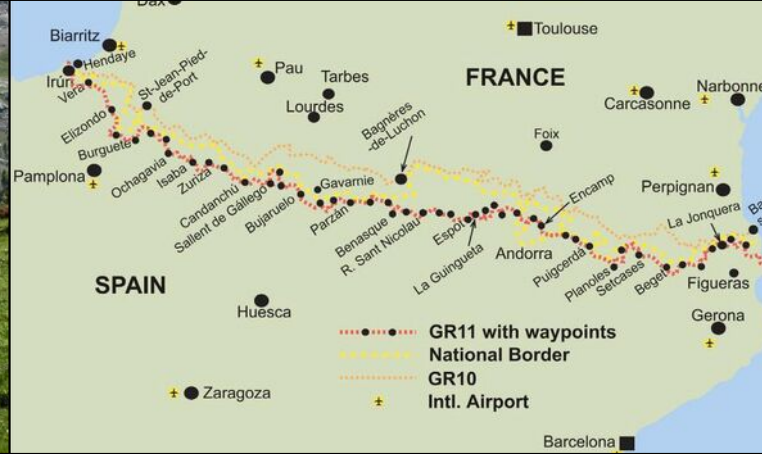 Dax
Toulouse
Biarritz
Hendaye
Irún
Vera
St-Jean-Pied-
de-Port
Pau
Tarbes
FRANCE
Lourdes
Carcasonne
Narbonne
Elizondo
Burguete
Bagnères
-de-Luchon
Foix
Pamplona
Ochagavia
Isaba
Zuriza
Candanchú
Sallent de Gállego
Gavarnie
Bujaruelo
Parzán
Benasque
R. Sant Nicolau
Espot
La Guingueta
Encamp
Andorra
Perpignan
La Jonquera
Ba
Puigcerdà
Planoles
Setcases
Beget
Figueras
SPAIN
Huesca
Gerona
GR11 with waypoints
National Border
GR10
Intl. Airport
Zaragoza
Barcelona